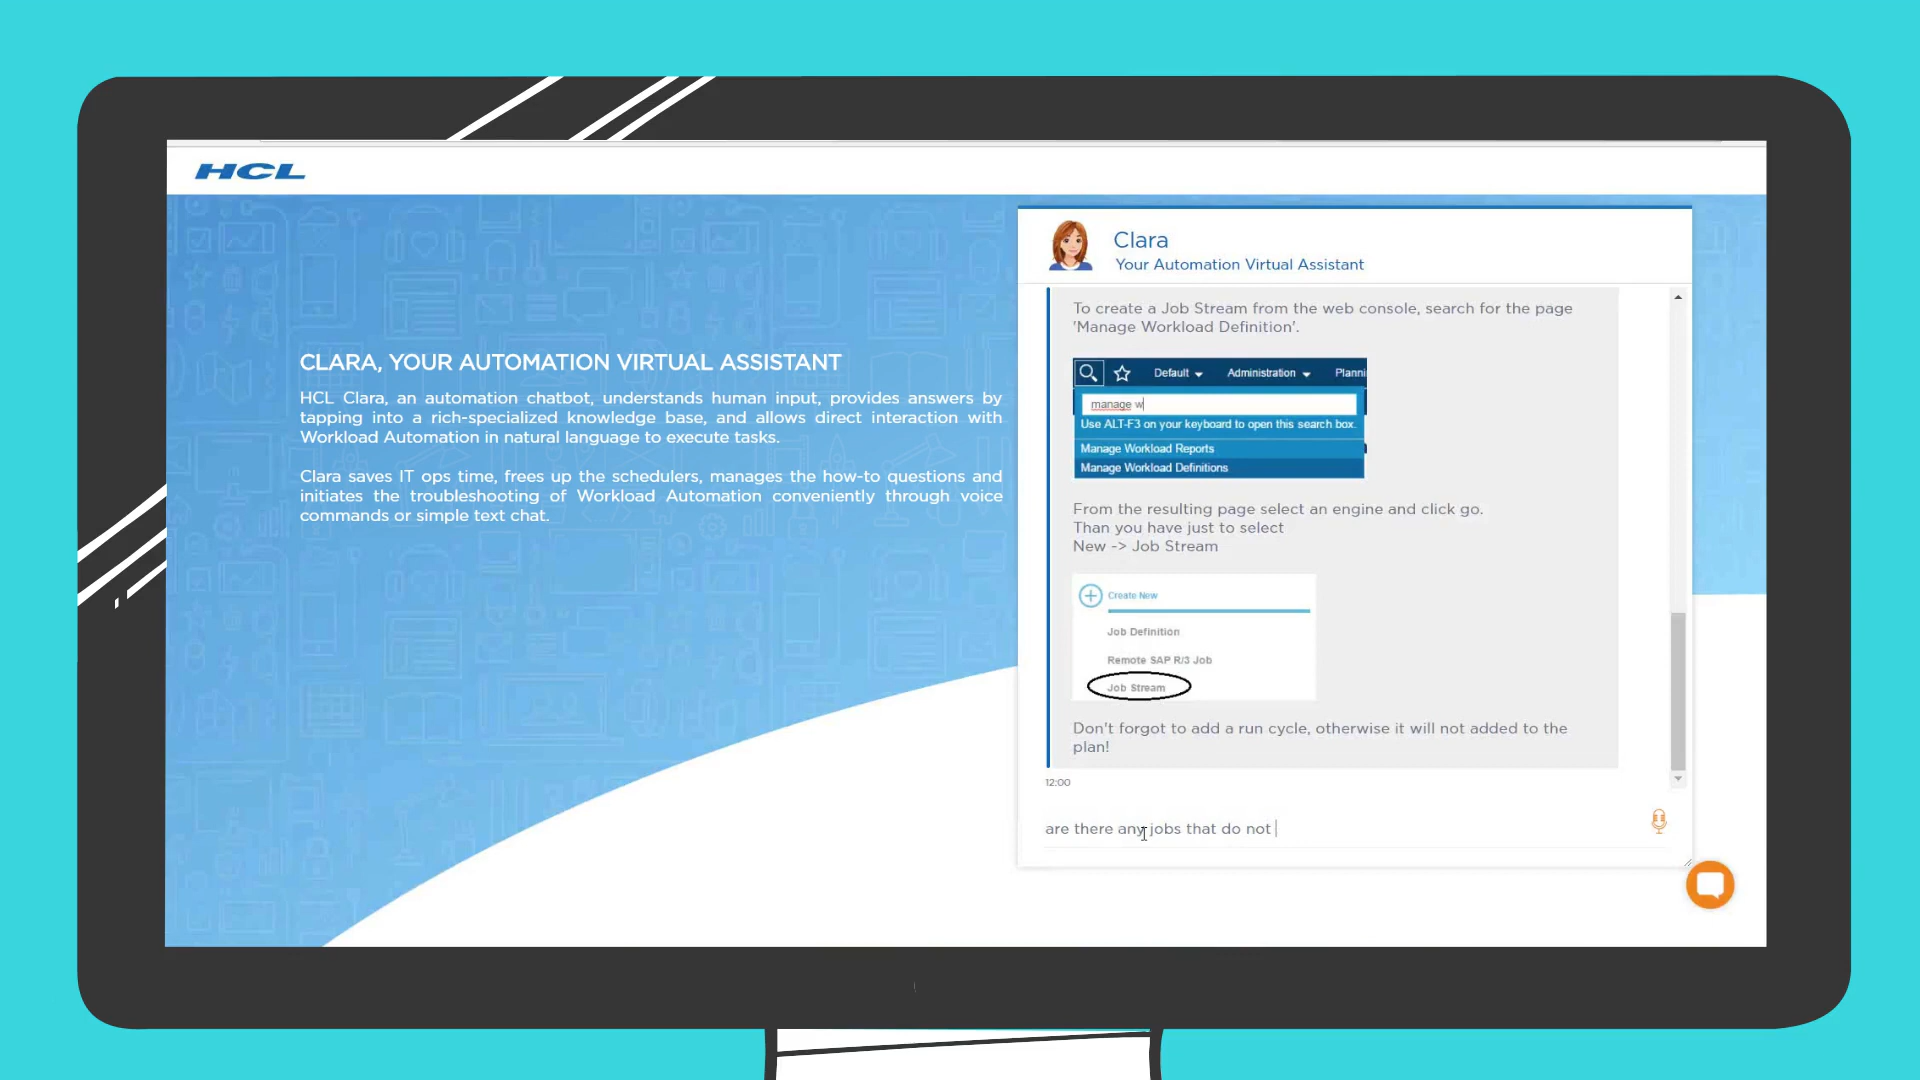 HCL
CLARA, YOUR AUTOMATION VIRTUAL ASSISTANT
HCL Clara, an automation chatbot, understands human input, provides answers by
tapping into a rich-specialized knowledge base, and allows direct interaction with
Workload Automation in natural language to execute tasks.
Clara saves IT ops time, frees up the schedulers, manages the how-to questions and
initiates the troubleshooting of Workload Automation conveniently through voice
commands or simple text chat.
Clara
Your Automation Virtual Assistant
To create a Job Stream from the web console, search for the page
'Manage Workload Definition'.
Default Administration Planni
manage w
Use ALT-F3 on your keyboard to open this search box.
Manage Workload Reports
Manage Workload Definitions
From the resulting page select an engine and click go.
Than you have just to select
New -> Job Stream
Create New
Job Definition
Remote SAP R/3 Job
Job Stream
Don't forgot to add a run cycle, otherwise it will not added to the
plan!
12:00
are there any jobs that do not